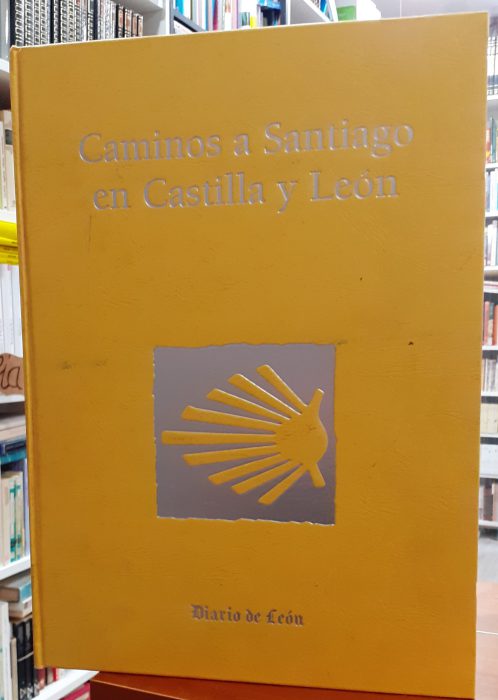 Caminos a Santiago
en Castilla y León
Diario de León